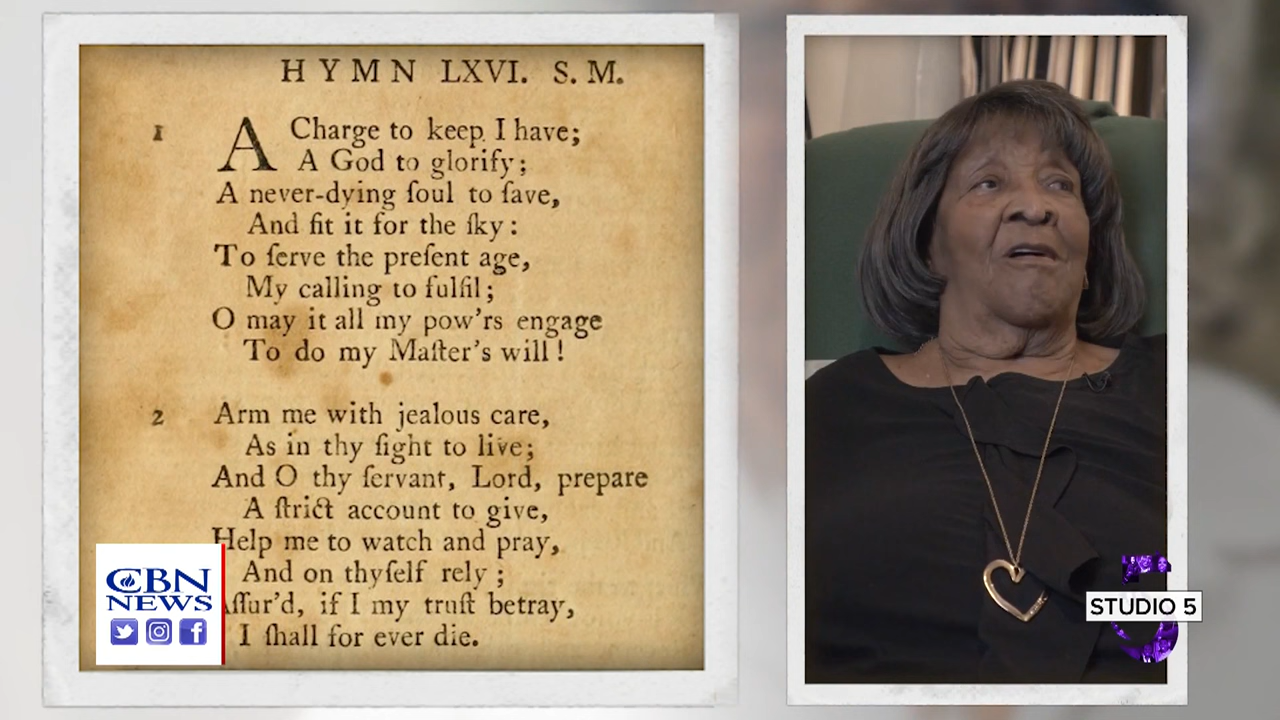 HYMN LXVI. S. M.
1 A Charge to keep I have;
A God to glorify;
A never-dying ſoul to ſave,
And fit it for the ſky:
To ſerve the preſent age,
My calling to fulfil;
O may it all my pow'rs engage
To do my Maſter's will!
2 Arm me with jealous care,
As in thy ſight to live;
And O thy ſervant, Lord, prepare
A ſtrict account to give,
Help me to watch and pray,
And on thyſelf rely;
Aſſur'd, if I my truſt betray,
I ſhall for ever die.
CBN
NEWS
STUDIO 5